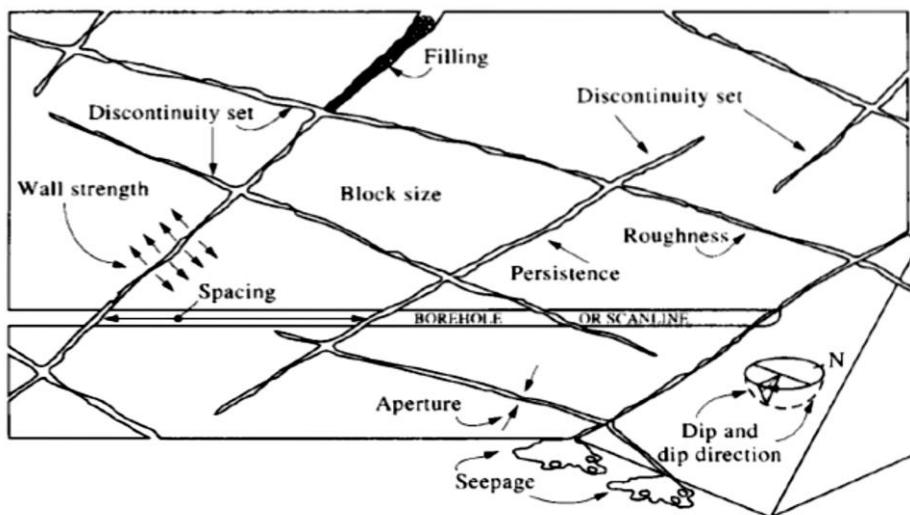 Filling
Discontinuity set
Discontinuity set
Wall strength
Block size
Roughness
Persistence
Spacing
BOREHOLE OR SCANLINE
N
Aperture
Dip and
dip direction
Seepage